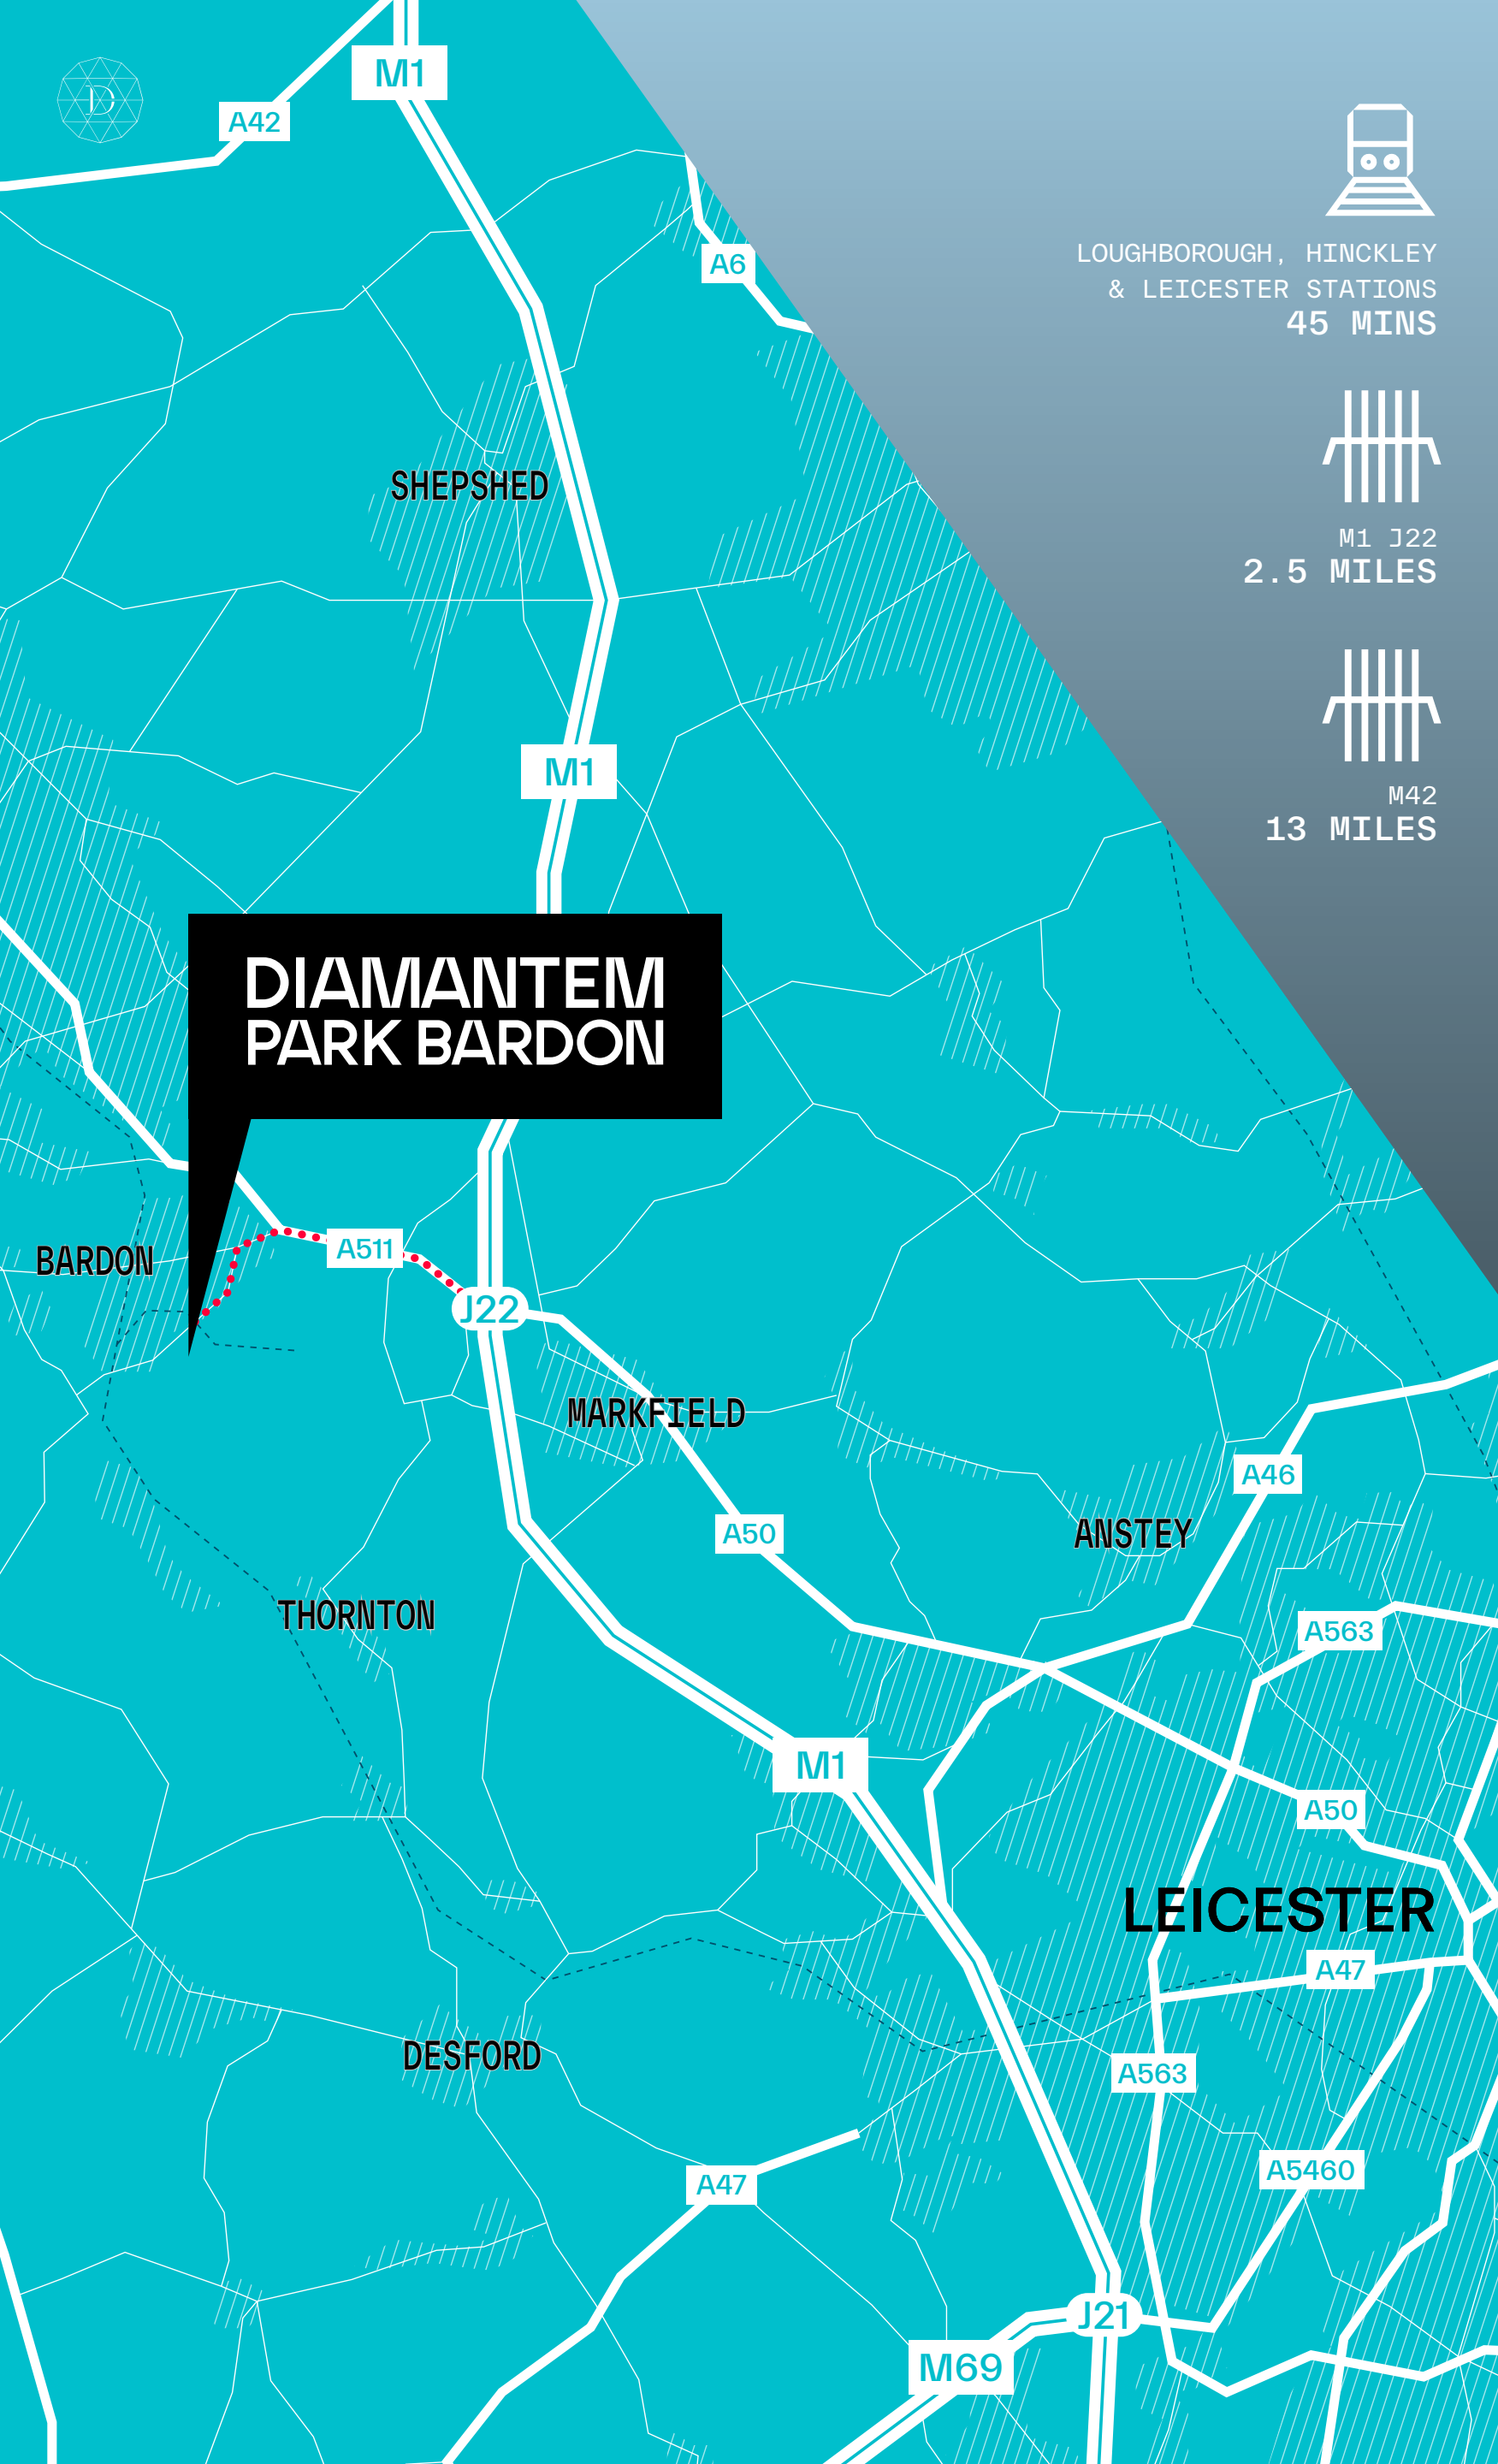 M1
A42
D
A6
LOUGHBOROUGH, HINCKLEY
& LEICESTER STATIONS
45 MINS
SHEPSHED
M1 J22
2.5 MILES
M1
M42
13 MILES
DIAMANTEM
PARK BARDON
BARDON
A511
J22
MARKFIELD
A46
A50
ANSTEY
THORNTON
A563
M1
A50
LEICESTER
A47
DESFORD
A563
A47
A5460
J21
M69